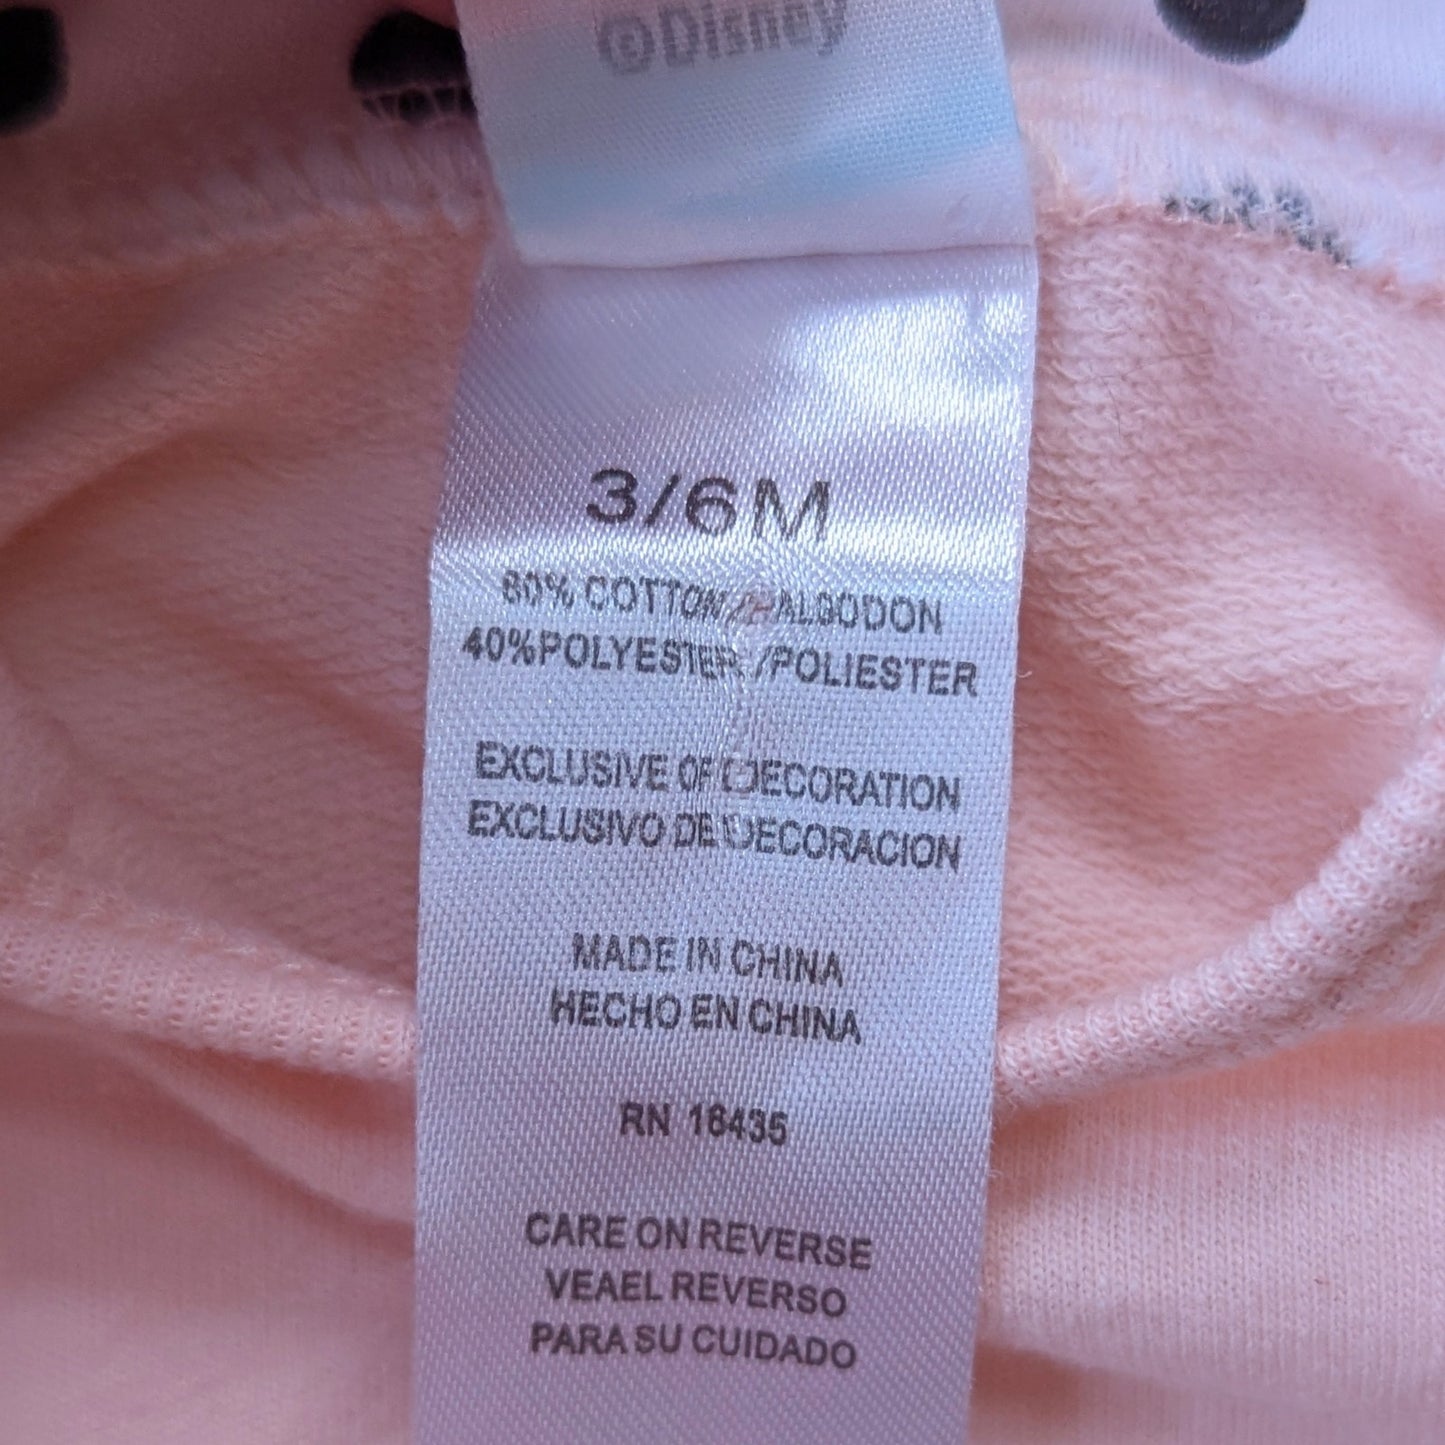 ©Disney
3/6M
60% COTTON / ALGODON
40%POLYESTER /POLIESTER
EXCLUSIVE OF DECORATION
EXCLUSIVO DE DECORACION
MADE IN CHINA
HECHO EN CHINA
RN 16435
CARE ON REVERSE
VEAEL REVERSO
PARA SU CUIDADO